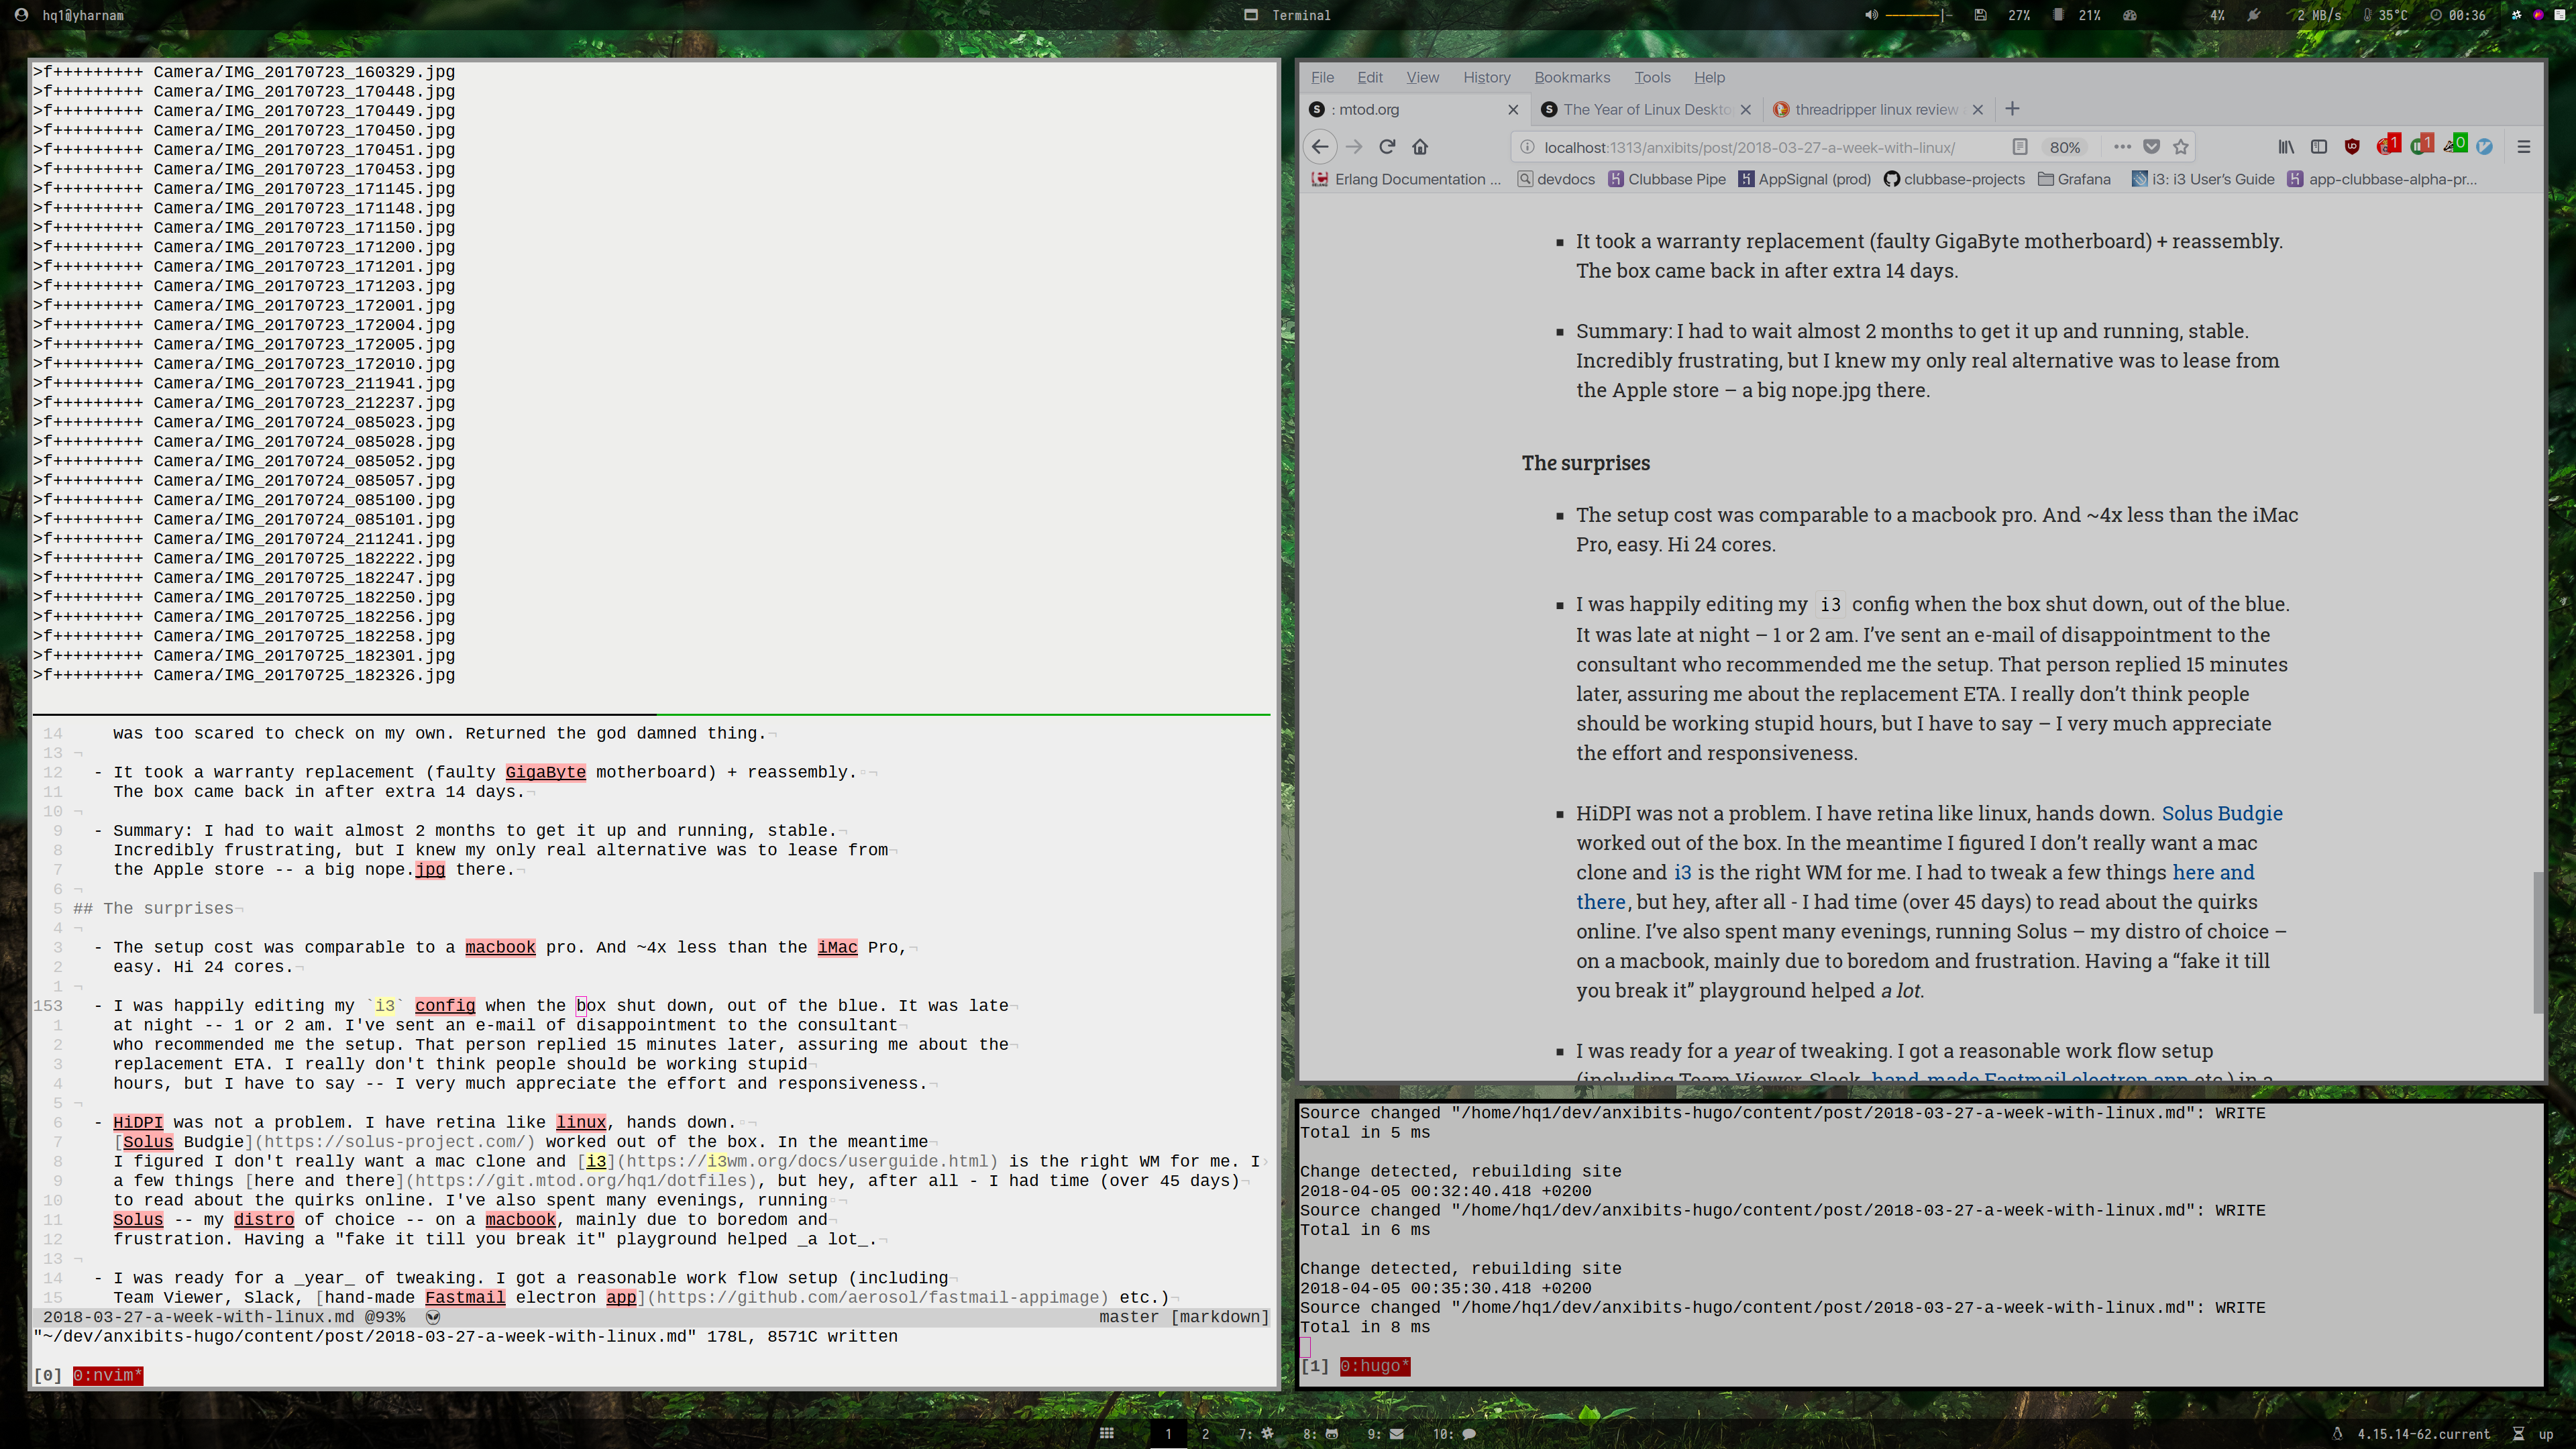 hq1@yharnam
Terminal
27% 21% 4% 2 MB/s 35°C 00:36
>f+++++++++ Camera/IMG_20170723_160329.jpg
>f+++++++++ Camera/IMG_20170723_170448.jpg
>f+++++++++ Camera/IMG_20170723_170449.jpg
>f+++++++++ Camera/IMG_20170723_170450.jpg
>f+++++++++ Camera/IMG_20170723_170451.jpg
>f+++++++++ Camera/IMG_20170723_170453.jpg
>f+++++++++ Camera/IMG_20170723_171145.jpg
>f+++++++++ Camera/IMG_20170723_171148.jpg
>f+++++++++ Camera/IMG_20170723_171150.jpg
>f+++++++++ Camera/IMG_20170723_171200.jpg
>f+++++++++ Camera/IMG_20170723_171201.jpg
>f+++++++++ Camera/IMG_20170723_171203.jpg
>f+++++++++ Camera/IMG_20170723_172001.jpg
>f+++++++++ Camera/IMG_20170723_172004.jpg
>f+++++++++ Camera/IMG_20170723_172005.jpg
>f+++++++++ Camera/IMG_20170723_172010.jpg
>f+++++++++ Camera/IMG_20170723_211941.jpg
>f+++++++++ Camera/IMG_20170723_212237.jpg
>f+++++++++ Camera/IMG_20170724_085023.jpg
>f+++++++++ Camera/IMG_20170724_085028.jpg
>f+++++++++ Camera/IMG_20170724_085052.jpg
>f+++++++++ Camera/IMG_20170724_085057.jpg
>f+++++++++ Camera/IMG_20170724_085100.jpg
>f+++++++++ Camera/IMG_20170724_085101.jpg
>f+++++++++ Camera/IMG_20170724_211241.jpg
>f+++++++++ Camera/IMG_20170725_182222.jpg
>f+++++++++ Camera/IMG_20170725_182247.jpg
>f+++++++++ Camera/IMG_20170725_182250.jpg
>f+++++++++ Camera/IMG_20170725_182256.jpg
>f+++++++++ Camera/IMG_20170725_182258.jpg
>f+++++++++ Camera/IMG_20170725_182301.jpg
>f+++++++++ Camera/IMG_20170725_182326.jpg
14 was too scared to check on my own. Returned the god damned thing.¬
13 ¬
12 - It took a warranty replacement (faulty GigaByte motherboard) + reassembly. ¬
11 The box came back in after extra 14 days.¬
10 ¬
9 - Summary: I had to wait almost 2 months to get it up and running, stable.¬
8 Incredibly frustrating, but I knew my only real alternative was to lease from¬
7 the Apple store -- a big nope.jpg there.¬
6 ¬
5 ## The surprises¬
4 ¬
3 - The setup cost was comparable to a macbook pro. And ~4x less than the iMac Pro,¬
2 easy. Hi 24 cores.¬
1 ¬
153 - I was happily editing my `i3` config when the box shut down, out of the blue. It was late¬
1 at night -- 1 or 2 am. I've sent an e-mail of disappointment to the consultant¬
2 who recommended me the setup. That person replied 15 minutes later, assuring me about the¬
3 replacement ETA. I really don't think people should be working stupid¬
4 hours, but I have to say -- I very much appreciate the effort and responsiveness.¬
5 ¬
6 - HiDPI was not a problem. I have retina like linux, hands down. ¬
7 [Solus Budgie](https://solus-project.com/) worked out of the box. In the meantime¬
8 I figured I don't really want a mac clone and [i3](https://i3wm.org/docs/userguide.html) is the right WM for me. I›
9 a few things [here and there](https://git.mtod.org/hq1/dotfiles), but hey, after all - I had time (over 45 days)¬
10 to read about the quirks online. I've also spent many evenings, running ¬
11 Solus -- my distro of choice -- on a macbook, mainly due to boredom and¬
12 frustration. Having a "fake it till you break it" playground helped _a lot_.¬
13 ¬
14 - I was ready for a _year_ of tweaking. I got a reasonable work flow setup (including¬
15 Team Viewer, Slack, [hand-made Fastmail electron app](https://github.com/aerosol/fastmail-appimage) etc.)¬
2018-03-27-a-week-with-linux.md @93% master [markdown]
"~/dev/anxibits-hugo/content/post/2018-03-27-a-week-with-linux.md" 178L, 8571C written
[0] 0:nvim*
File Edit View History Bookmarks Tools Help
: mtod.org The Year of Linux Deskto threadripper linux review
localhost:1313/anxibits/post/2018-03-27-a-week-with-linux/ 80% 1 1 0
Erlang Documentation ... devdocs Clubbase Pipe AppSignal (prod) clubbase-projects Grafana i3: i3 User's Guide app-clubbase-alpha-pr...
It took a warranty replacement (faulty GigaByte motherboard) + reassembly.
The box came back in after extra 14 days.
Summary: I had to wait almost 2 months to get it up and running, stable.
Incredibly frustrating, but I knew my only real alternative was to lease from
the Apple store – a big nope.jpg there.
The surprises
The setup cost was comparable to a macbook pro. And ~4x less than the iMac
Pro, easy. Hi 24 cores.
I was happily editing my i3 config when the box shut down, out of the blue.
It was late at night – 1 or 2 am. I've sent an e-mail of disappointment to the
consultant who recommended me the setup. That person replied 15 minutes
later, assuring me about the replacement ETA. I really don't think people
should be working stupid hours, but I have to say – I very much appreciate
the effort and responsiveness.
HiDPI was not a problem. I have retina like linux, hands down. Solus Budgie
worked out of the box. In the meantime I figured I don't really want a mac
clone and i3 is the right WM for me. I had to tweak a few things here and
there, but hey, after all - I had time (over 45 days) to read about the quirks
online. I've also spent many evenings, running Solus – my distro of choice –
on a macbook, mainly due to boredom and frustration. Having a “fake it till
you break it” playground helped a lot.
I was ready for a year of tweaking. I got a reasonable work flow setup
(including Team Viewer, Slack, hand-made Fastmail electron app etc.) in a
Source changed "/home/hq1/dev/anxibits-hugo/content/post/2018-03-27-a-week-with-linux.md": WRITE
Total in 5 ms
Change detected, rebuilding site
2018-04-05 00:32:40.418 +0200
Source changed "/home/hq1/dev/anxibits-hugo/content/post/2018-03-27-a-week-with-linux.md": WRITE
Total in 6 ms
Change detected, rebuilding site
2018-04-05 00:35:30.418 +0200
Source changed "/home/hq1/dev/anxibits-hugo/content/post/2018-03-27-a-week-with-linux.md": WRITE
Total in 8 ms
[1] 0:hugo*
1 2 7: 8: 9: 10:
4.15.14-62.current up